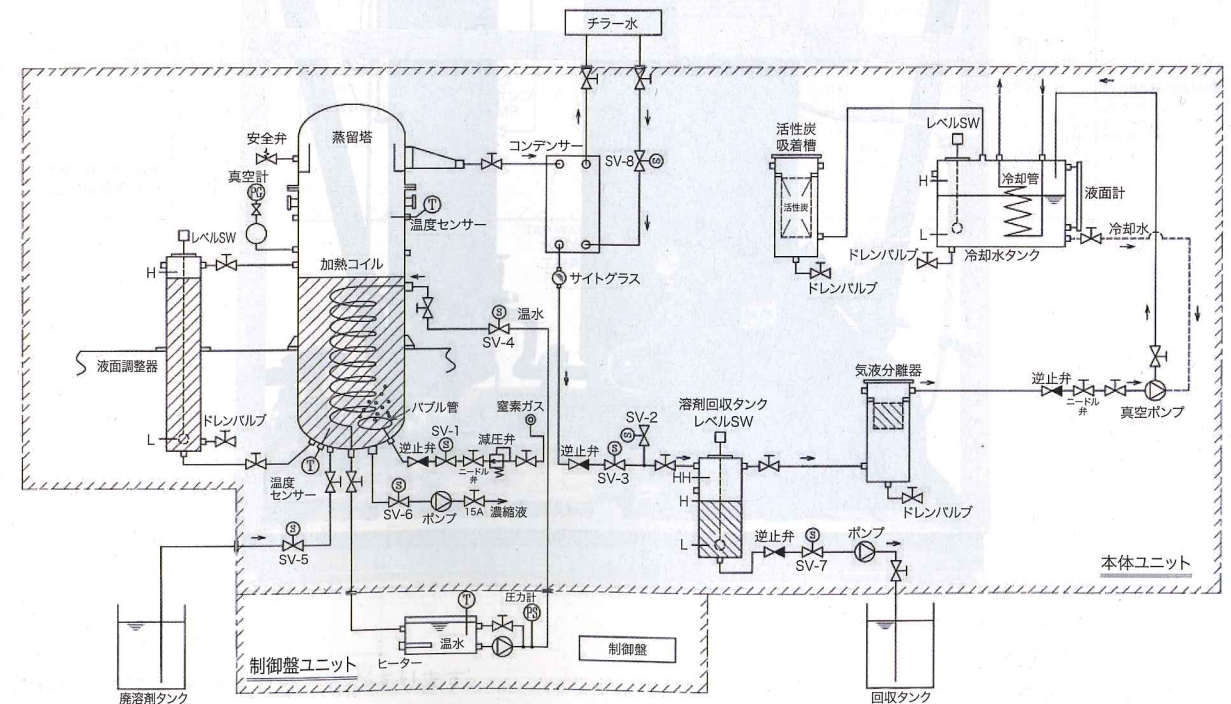 チラー水
安全弁
蒸留塔
コンデンサー
SV-8
S
真空計
PG
T
温度センサー
レベルSW
H
加熱コイル
サイトグラス
活性炭
吸着槽
活性炭
ドレンバルブ
レベルSW
H
L
冷却管
液面計
冷却水
ドレンバルブ
冷却水タンク
S
温水
SV-4
液面調整器
ドレンバルブ
L
バブル管
窒素ガス
SV-1
減圧弁
逆止弁
S
ニードル
弁
T
温度
センサー
S
SV-6
ポンプ
15A
濃縮液
S
SV-5
SV-2
S
逆止弁
S
SV-3
溶剤回収タンク
レベルSW
HH
H
L
気液分離器
ドレンバルブ
逆止弁
ニードル
弁
真空ポンプ
逆止弁
S
SV-7
ポンプ
本体ユニット
T
圧力計
PS
温水
ヒーター
制御盤
制御盤ユニット
廃溶剤タンク
回収タンク